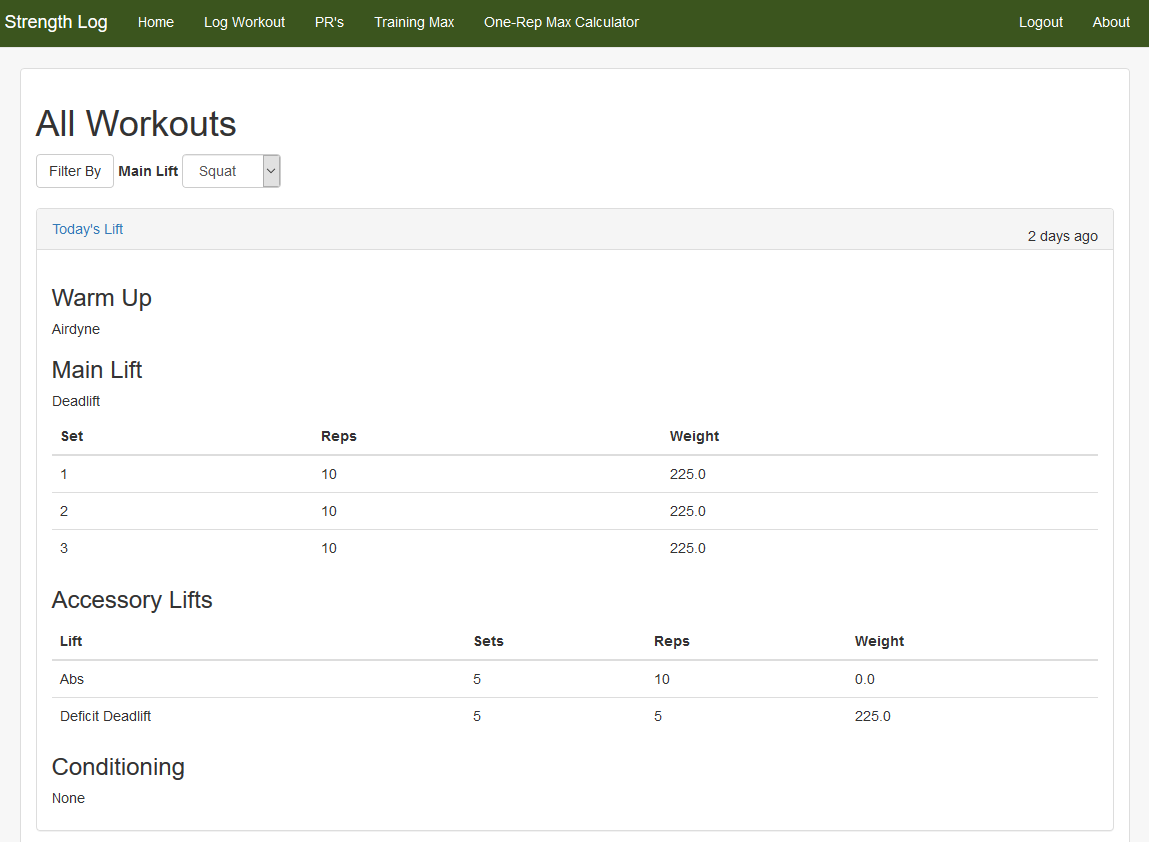 Strength Log Home Log Workout PR's Training Max One-Rep Max Calculator Logout About
All Workouts
Filter By Main Lift Squat
Today's Lift 2 days ago
Warm Up
Airdyne
Main Lift
Deadlift
Set Reps Weight
1 10 225.0
2 10 225.0
3 10 225.0
Accessory Lifts
Lift Sets Reps Weight
Abs 5 10 0.0
Deficit Deadlift 5 5 225.0
Conditioning
None